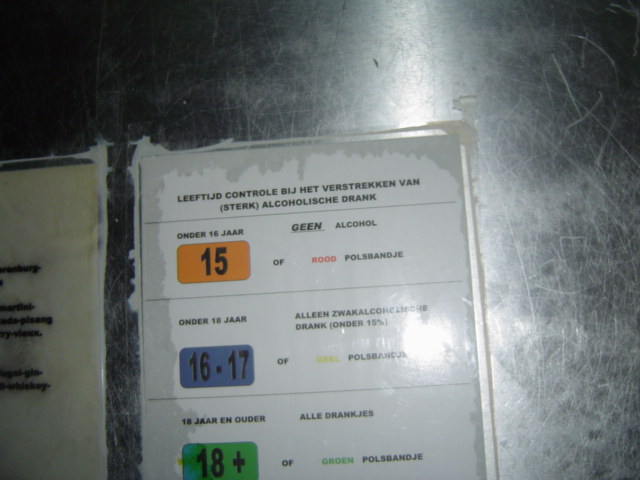 LEEFTIJD CONTROLE BIJ HET VERSTREKKEN VAN
(STERK) ALCOHOLISCHE DRANK
ONDER 16 JAAR GEEN ALCOHOL
15 OF ROOD POLSBANDJE
ONDER 18 JAAR ALLEEN ZWAKALCOHOLISCHE
DRANK (ONDER 15%)
16 - 17 OF GEEL POLSBANDJE
18 JAAR EN OUDER ALLE DRANKJES
18 + OF GROEN POLSBANDJE